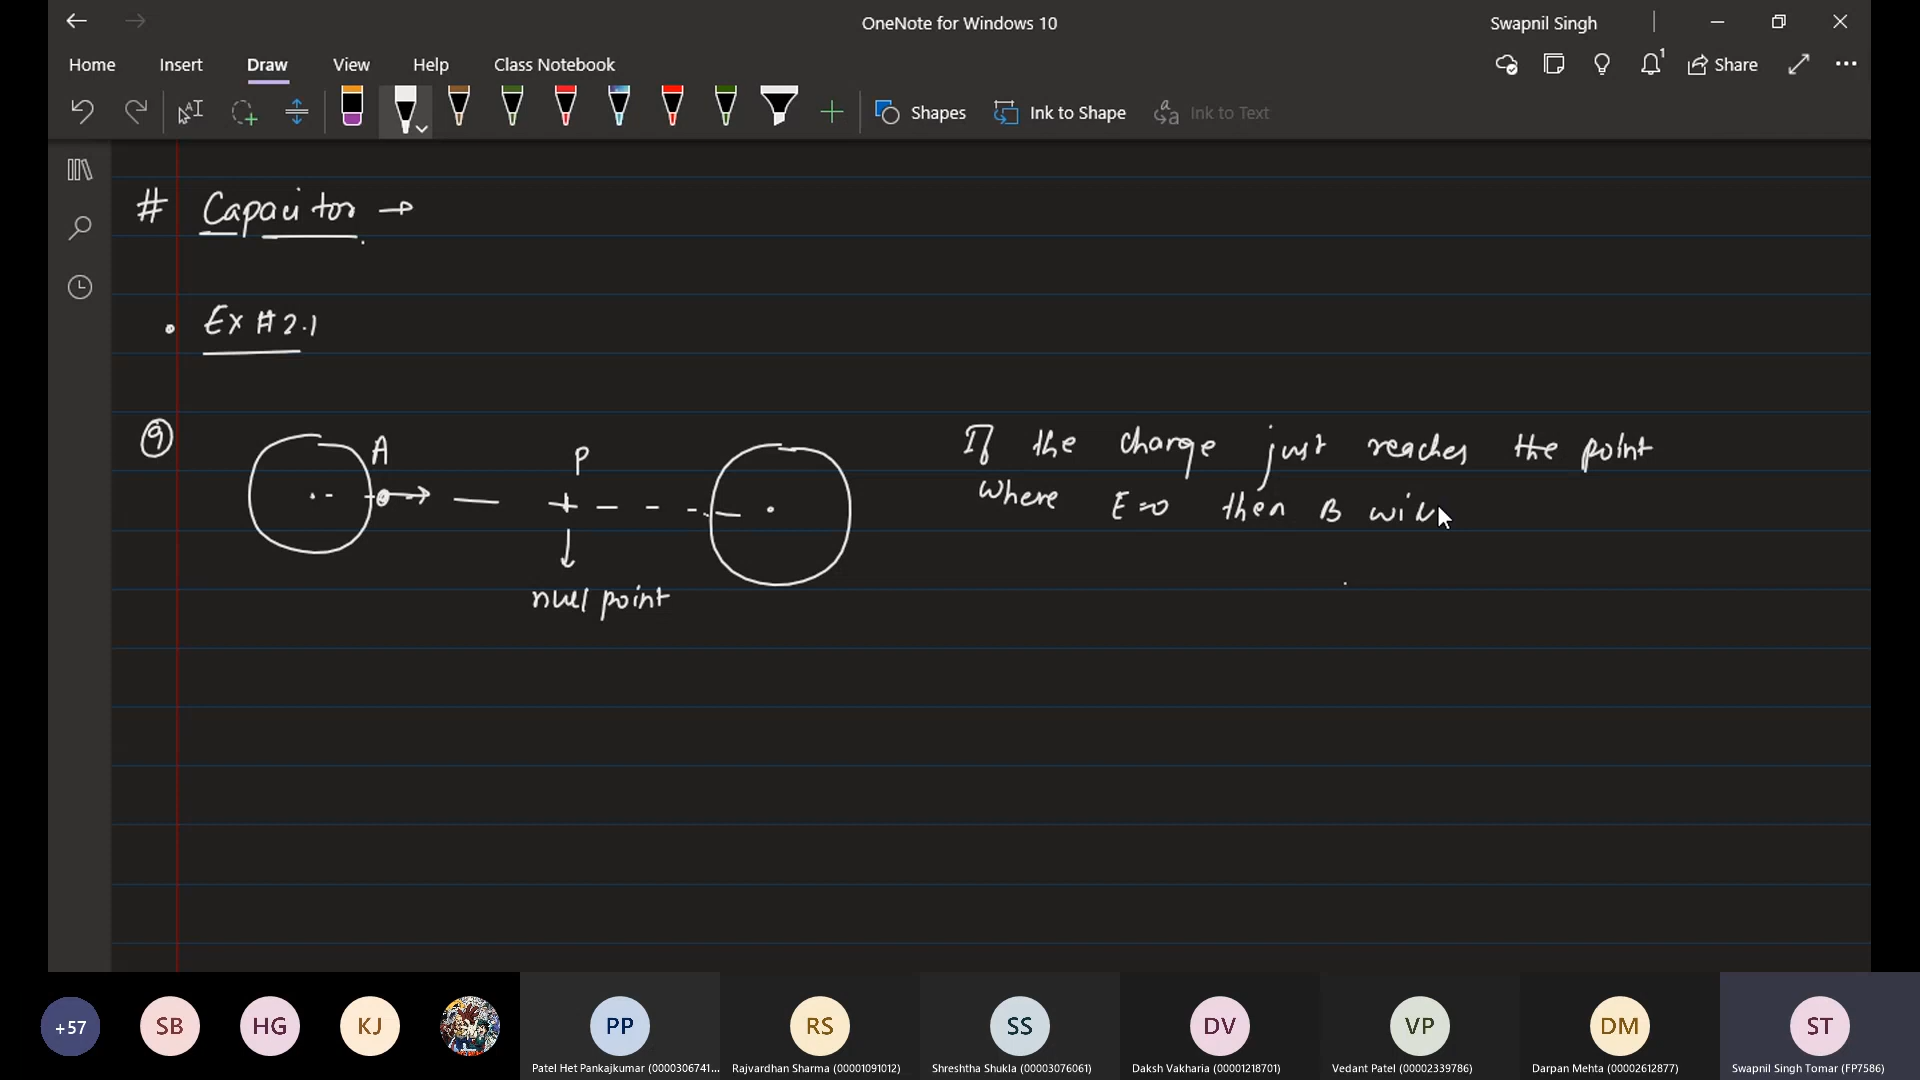 OneNote for Windows 10
Swapnil Singh
Home Insert Draw View Help Class Notebook
1
Share
Shapes Ink to Shape Ink to Text
# Capacitor →
• Ex # 2.1
9
A
P
null point
If the charge just reaches the point
where E=0 then B will
+57 SB HG KJ PP RS SS DV VP DM ST
Patel Het Pankajkumar (0000306741... Rajvardhan Sharma (00001091012) Shreshtha Shukla (00003076061) Daksh Vakharia (00001218701) Vedant Patel (00002339786) Darpan Mehta (00002612877) Swapnil Singh Tomar (FP7586)